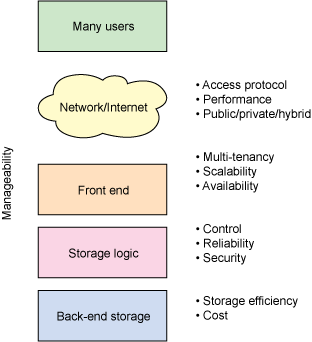 Many users
Network/Internet
• Access protocol
• Performance
• Public/private/hybrid
Manageability
Front end
• Multi-tenancy
• Scalability
• Availability
Storage logic
• Control
• Reliability
• Security
Back-end storage
• Storage efficiency
• Cost